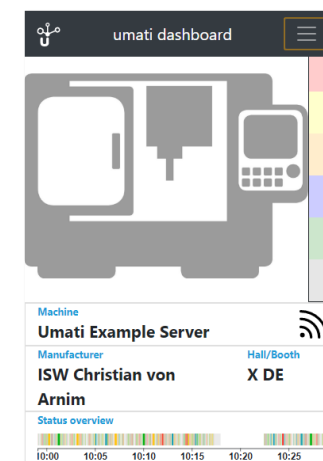 umati dashboard
Machine
Umati Example Server
Manufacturer
Hall/Booth
ISW Christian von
Arnim
X DE
Status overview
10:00 10:05 10:10 10:15 10:20 10:25